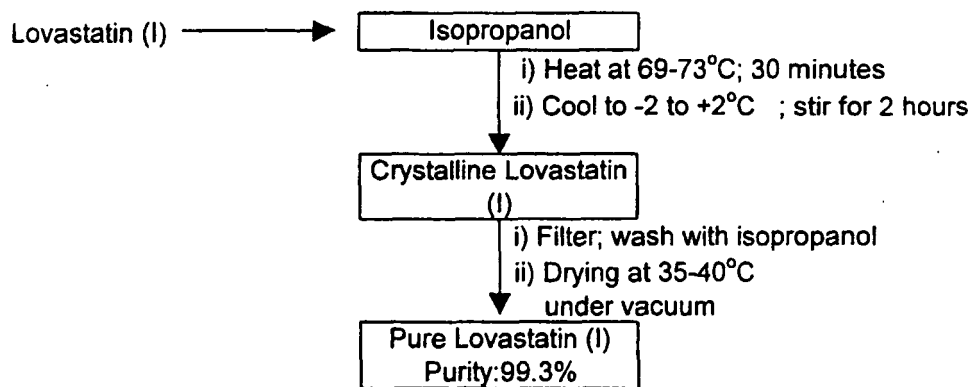 Lovastatin (I)
Isopropanol
i) Heat at 69-73°C; 30 minutes
ii) Cool to -2 to +2°C ; stir for 2 hours
Crystalline Lovastatin
(I)
i) Filter; wash with isopropanol
ii) Drying at 35-40°C
under vacuum
Pure Lovastatin (I)
Purity:99.3%